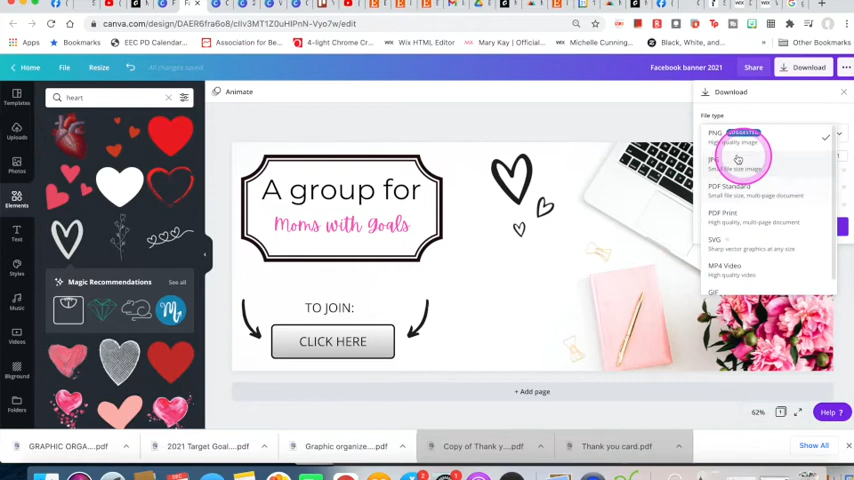 canva.com/design/DAER6fra6o8/cIIv3MT1Z0uHIPnN-Vyo7w/edit
Apps
Bookmarks
EEC PD Calendar...
Association for Be...
4-light Chrome Cr...
Wix HTML Editor
Mary Kay | Official...
Michelle Cunning...
Black, White, and...
»
Other Bookmarks
Home
File
Resize
All changes saved
Facebook banner 2021
Share
Download
Templates
Uploads
Photos
Elements
Text
Styles
Music
Videos
Bkground
Folders
heart
Magic Recommendations
See all
Animate
A group for
Moms with Goals
TO JOIN:
CLICK HERE
+ Add page
Download
File type
PNG SUGGESTED
High quality image
JPG
Small file size image
PDF Standard
Small file size, multi-page document
PDF Print
High quality, multi-page document
SVG
Sharp vector graphics at any size
MP4 Video
High quality video
GIF
62%
1
Help ?
GRAPHIC ORGA....pdf
2021 Target Goal....pdf
Graphic organize....pdf
Copy of Thank y....pdf
Thank you card.pdf
Show All